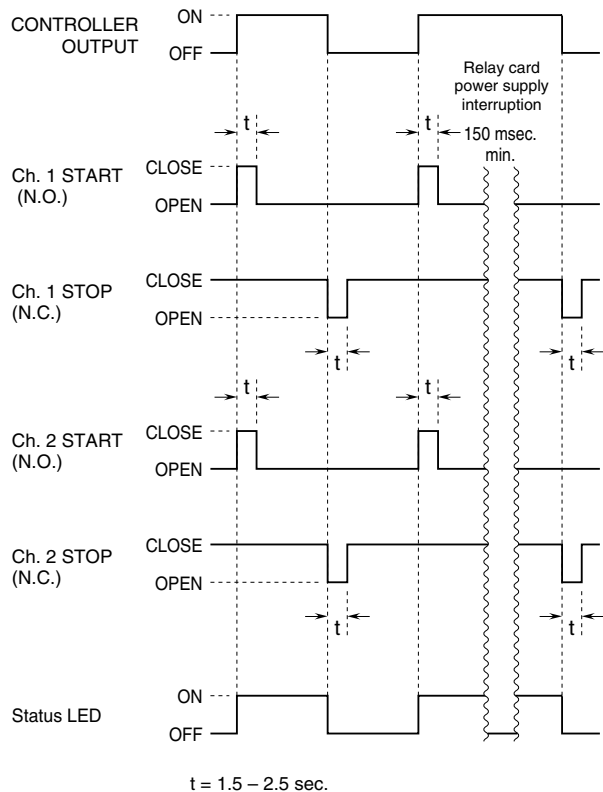 CONTROLLER
OUTPUT
ON
OFF
Relay card
power supply
interruption
150 msec.
min.
t
t
Ch. 1 START
(N.O.)
CLOSE
OPEN
Ch. 1 STOP
(N.C.)
CLOSE
OPEN
t
t
t
t
Ch. 2 START
(N.O.)
CLOSE
OPEN
Ch. 2 STOP
(N.C.)
CLOSE
OPEN
t
t
Status LED
ON
OFF
t = 1.5 – 2.5 sec.